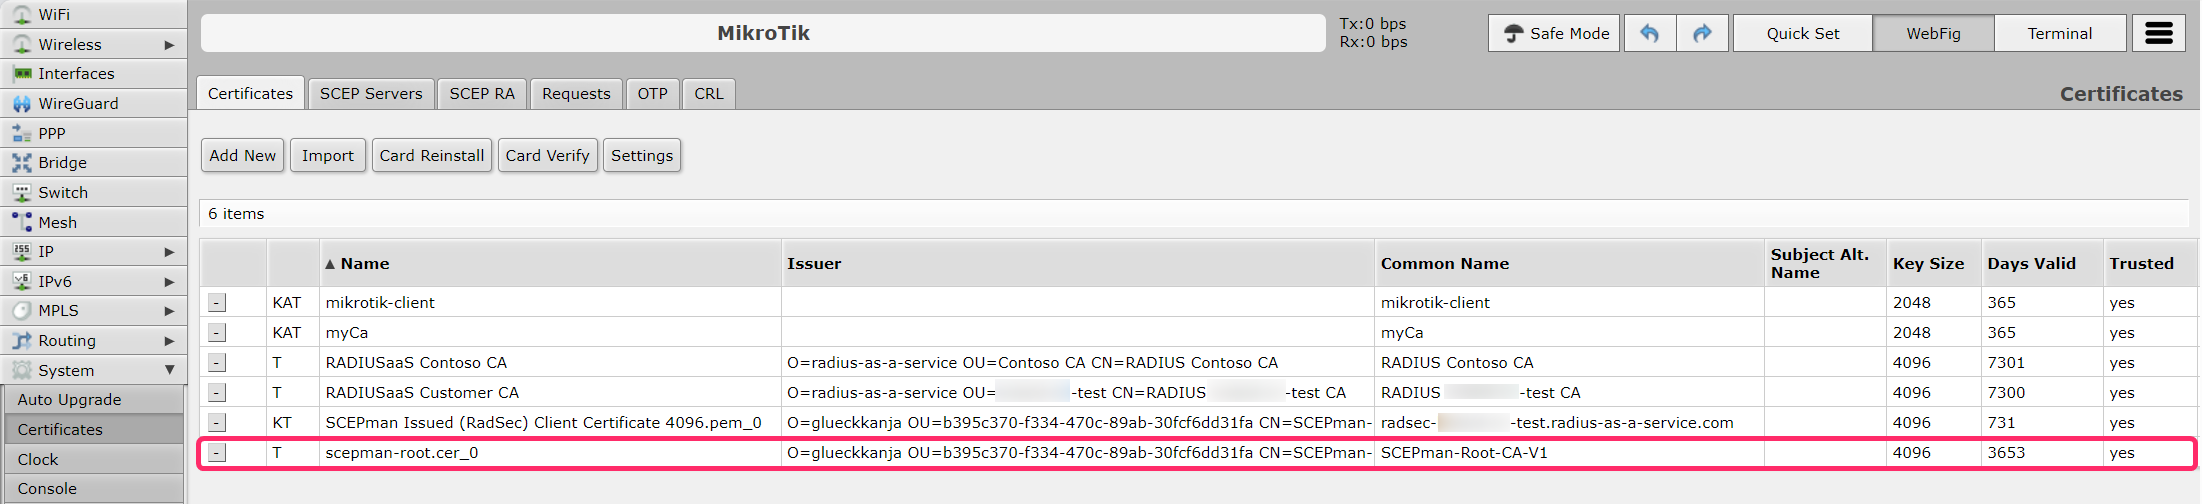 WiFi
Wireless
Interfaces
WireGuard
PPP
Bridge
Switch
Mesh
IP
IPv6
MPLS
Routing
System
Auto Upgrade
Certificates
Clock
Console
MikroTik
Tx:0 bps
Rx:0 bps
Safe Mode
Quick Set
WebFig
Terminal
Certificates SCEP Servers SCEP RA Requests OTP CRL
Certificates
Add New Import Card Reinstall Card Verify Settings
6 items
▲ Name Issuer Common Name Subject Alt. Name Key Size Days Valid Trusted
- KAT mikrotik-client mikrotik-client 2048 365 yes
- KAT myCa myCa 2048 365 yes
- T RADIUSaaS Contoso CA O=radius-as-a-service OU=Contoso CA CN=RADIUS Contoso CA RADIUS Contoso CA 4096 7301 yes
- T RADIUSaaS Customer CA O=radius-as-a-service OU= -test CN=RADIUS -test CA RADIUS -test CA 4096 7300 yes
- KT SCEPman Issued (RadSec) Client Certificate 4096.pem_0 O=glueckkanja OU=b395c370-f334-470c-89ab-30fcf6dd31fa CN=SCEPman- radsec- -test.radius-as-a-service.com 4096 731 yes
- T scepman-root.cer_0 O=glueckkanja OU=b395c370-f334-470c-89ab-30fcf6dd31fa CN=SCEPman- SCEPman-Root-CA-V1 4096 3653 yes